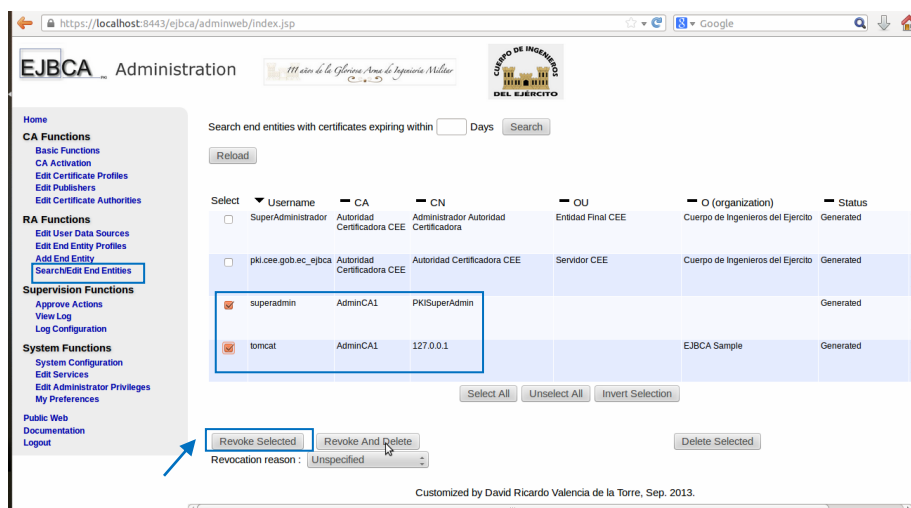 https://localhost:8443/ejbca/adminweb/index.jsp
Google
EJBCA Administration
111 años de la Gloriosa Arma de Ingeniería Militar
CUERPO DE INGENIEROS
DEL EJÉRCITO
Home
CA Functions
Basic Functions
CA Activation
Edit Certificate Profiles
Edit Publishers
Edit Certificate Authorities
RA Functions
Edit User Data Sources
Edit End Entity Profiles
Add End Entity
Search/Edit End Entities
Supervision Functions
Approve Actions
View Log
Log Configuration
System Functions
System Configuration
Edit Services
Edit Administrator Privileges
My Preferences
Public Web
Documentation
Logout
Search end entities with certificates expiring within Days Search
Reload
Select Username CA CN OU O (organization) Status
SuperAdministrador Autoridad Certificadora CEE Administrador Autoridad Certificadora Entidad Final CEE Cuerpo de Ingenieros del Ejercito Generated
pki.cee.gob.ec_ejbca Autoridad Certificadora CEE Autoridad Certificadora CEE Servidor CEE Cuerpo de Ingenieros del Ejercito Generated
superadmin AdminCA1 PKISuperAdmin Generated
tomcat AdminCA1 127.0.0.1 EJBCA Sample Generated
Select All Unselect All Invert Selection
Revoke Selected Revoke And Delete Delete Selected
Revocation reason : Unspecified
Customized by David Ricardo Valencia de la Torre, Sep. 2013.